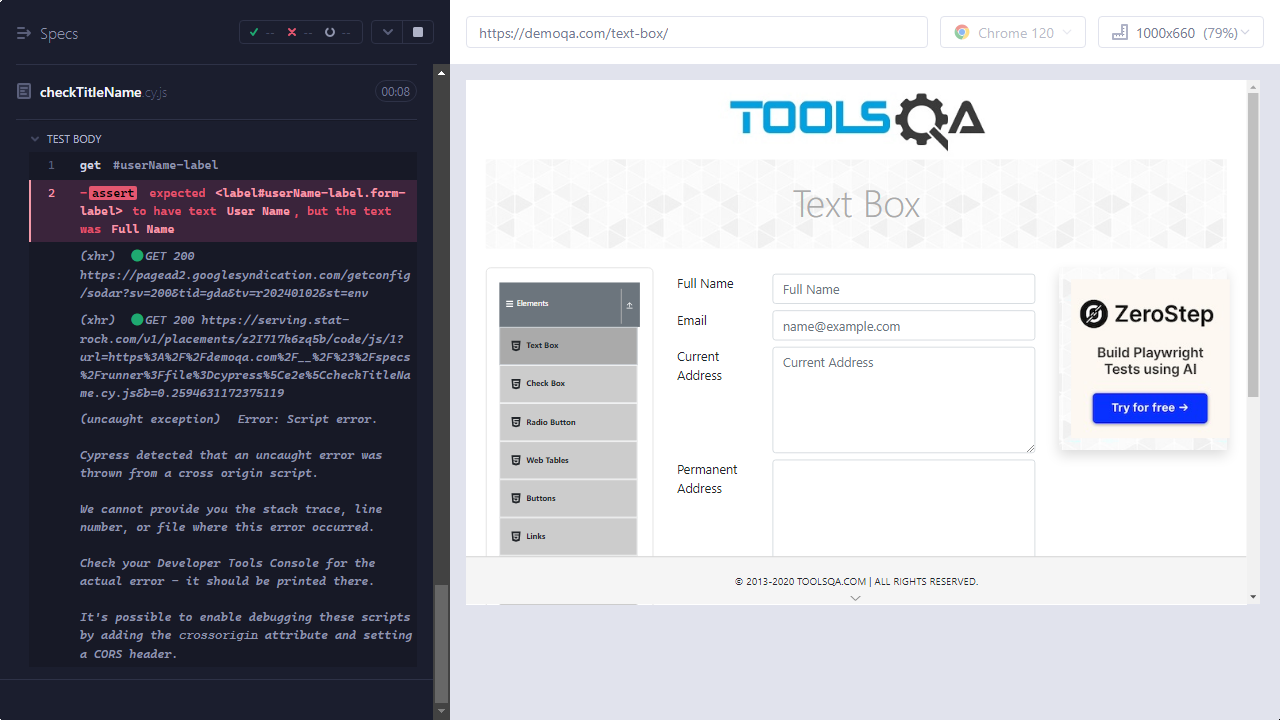 Specs
-- -- --
https://demoqa.com/text-box/
Chrome 120
1000x660 (79%)
checkTitleName.cy.js
00:08
TEST BODY
1 get #userName-label
2 -assert expected <label#userName-label.form-
label> to have text User Name, but the text
was Full Name
(xhr) GET 200
https://pagead2.googlesyndication.com/getconfig
/sodar?sv=200&tid=gda&tv=r20240102&st=env
(xhr) GET 200 https://serving.stat-
rock.com/v1/placements/z2I717k6zq5b/code/js/1?
url=https%3A%2F%2Fdemoqa.com%2F__%2F%23%2Fspecs
%2Frunner%3Ffile%3Dcypress%5Ce2e%5CcheckTitleNa
me.cy.js&b=0.2594631172375119
(uncaught exception) Error: Script error.
Cypress detected that an uncaught error was
thrown from a cross origin script.
We cannot provide you the stack trace, line
number, or file where this error occurred.
Check your Developer Tools Console for the
actual error - it should be printed there.
It's possible to enable debugging these scripts
by adding the crossorigin attribute and setting
a CORS header.
TOOLSQA
Text Box
Elements
Text Box
Check Box
Radio Button
Web Tables
Buttons
Links
Full Name
Full Name
Email
name@example.com
Current
Address
Current Address
Permanent
Address
ZeroStep
Build Playwright
Tests using AI
Try for free →
© 2013-2020 TOOLSQA.COM | ALL RIGHTS RESERVED.